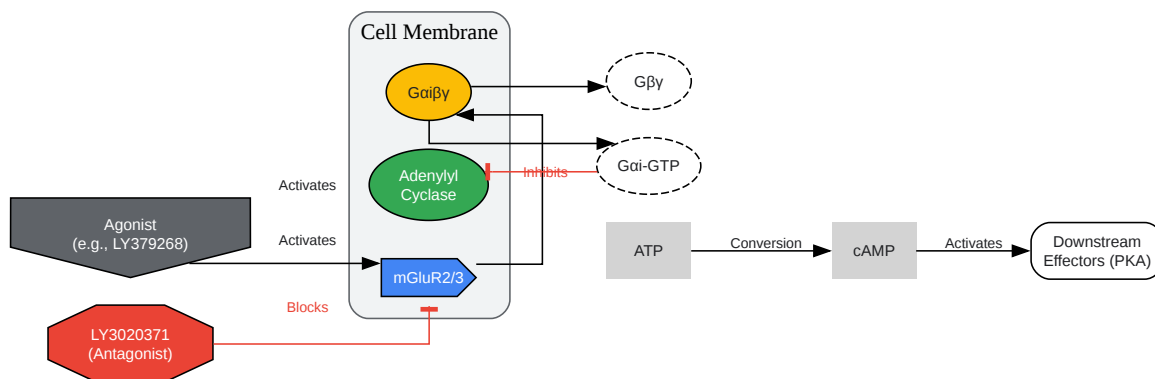 Cell Membrane
Gαiβγ
Gβγ
Gαi-GTP
Inhibits
Adenylyl
Cyclase
Activates
Agonist
(e.g., LY379268)
Activates
mGluR2/3
ATP
Conversion
cAMP
Activates
Downstream
Effectors (PKA)
Blocks
LY3020371
(Antagonist)